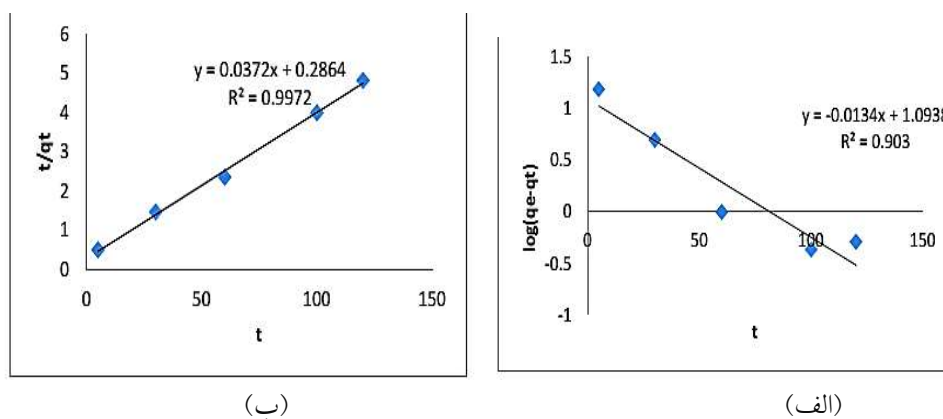 t/qt
6
5
4
3
2
1
0
y = 0.0372x + 0.2864
R² = 0.9972
0
50
100
150
t
(ب)
log(qe-qt)
1.5
1
0.5
0
-0.5
-1
y = -0.0134x + 1.0938
R² = 0.903
0
50
100
150
t
(الف)